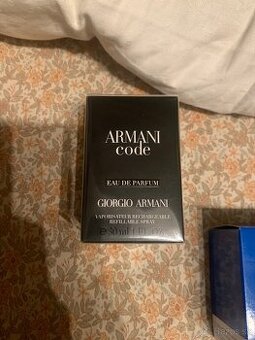 ARMANI
code
EAU DE PARFUM
GIORGIO ARMANI
VAPORISATEUR RECHARGEABLE
REFILLABLE SPRAY